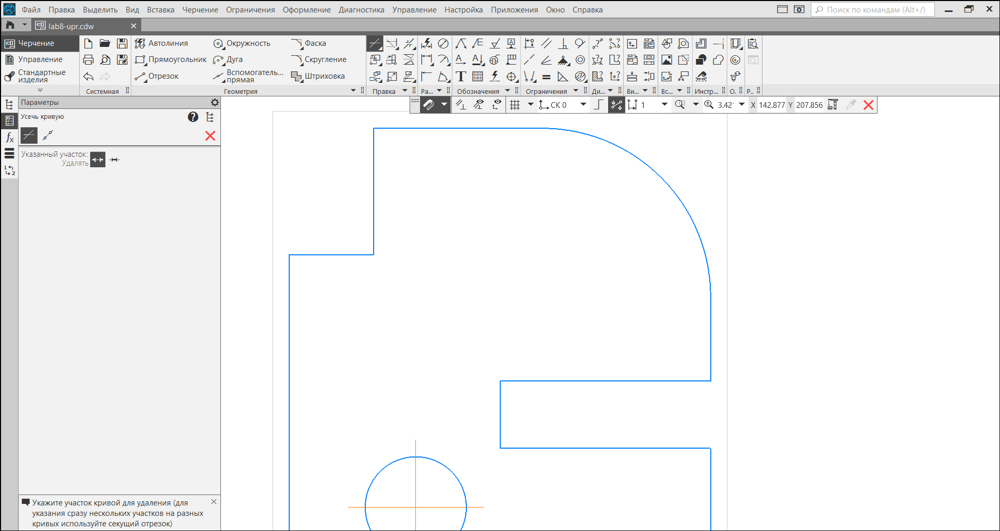 Файл Правка Выделить Вид Вставка Черчение Ограничения Оформление Диагностика Управление Настройка Приложения Окно Справка
Поиск по командам (Alt+/)
lab8-upr.cdw
Черчение
Управление
Стандартные
изделия
Системная
Автолиния
Прямоугольник
Отрезок
Окружность
Дуга
Вспомогатель...
прямая
Фаска
Скругление
Штриховка
Геометрия
Правка
Ра...
Обозначения
Ограничения
Ди...
Ви...
Вс...
Инстр...
О.
Р..
СК 0
1
3.42
X 142.877
Y 207.856
Параметры
Усечь кривую
Указанный участок:
Удалять
Укажите участок кривой для удаления (для
указания сразу нескольких участков на разных
кривых используйте секущий отрезок)